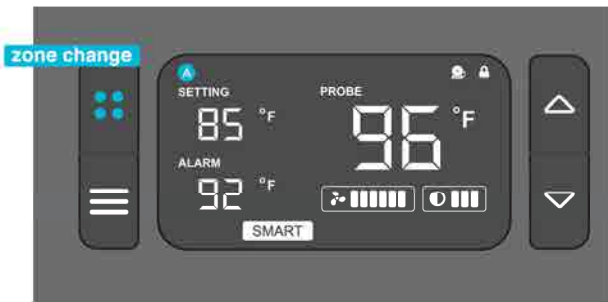 zone change
A
SETTING
PROBE
85 °F
96 °F
ALARM
92 °F
SMART